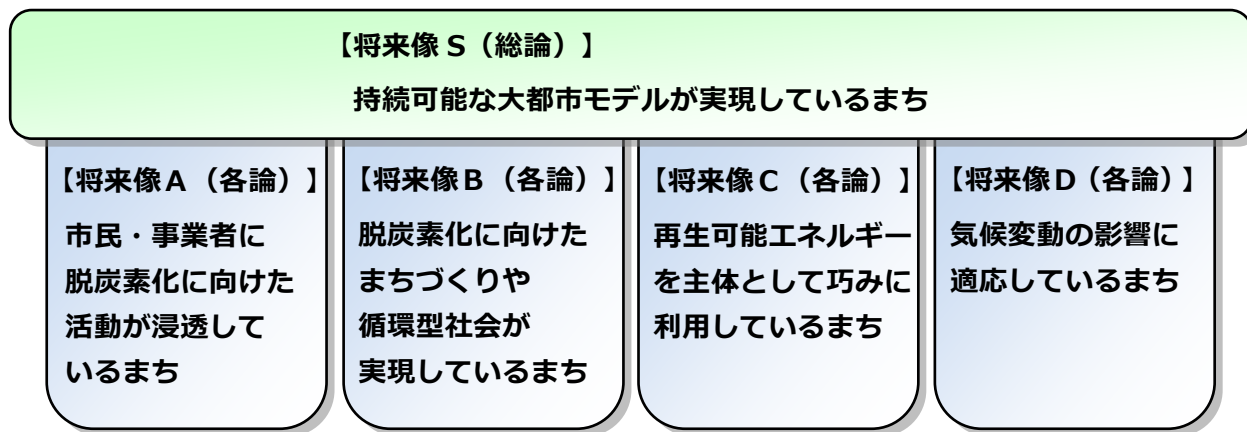 【将来像S(総論)】
持続可能な大都市モデルが実現しているまち
【将来像A(各論)】
市民・事業者に
脱炭素化に向けた
活動が浸透して
いるまち
【将来像B(各論)】
脱炭素化に向けた
まちづくりや
循環型社会が
実現しているまち
【将来像C(各論)】
再生可能エネルギー
を主体として巧みに
利用しているまち
【将来像D(各論)】
気候変動の影響に
適応しているまち